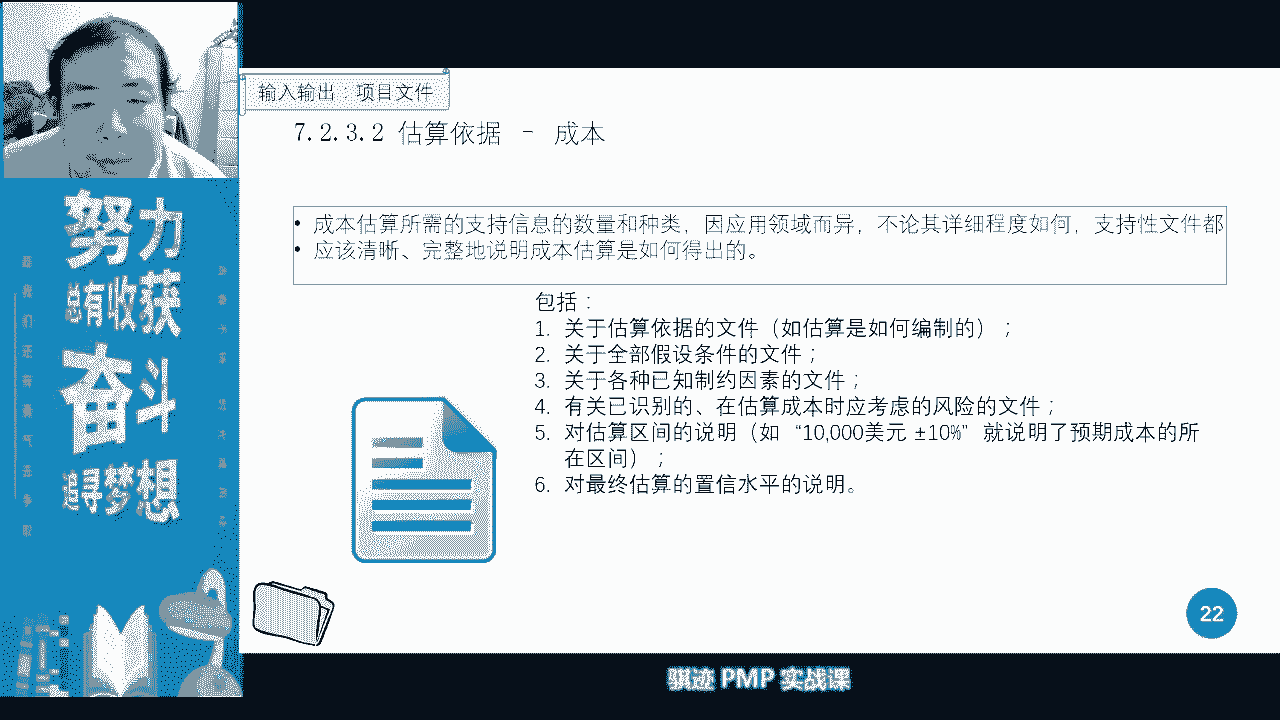 输入输出：项目文件
7.2.3.2 估算依据 - 成本
• 成本估算所需的支持信息的数量和种类，因应用领域而异，不论其详细程度如何，支持性文件都
• 应该清晰、完整地说明成本估算是如何得出的。
包括：
1. 关于估算依据的文件（如估算是如何编制的）；
2. 关于全部假设条件的文件；
3. 关于各种已知制约因素的文件；
4. 有关已识别的、在估算成本时应考虑的风险的文件；
5. 对估算区间的说明（如 “10,000美元 ±10%” 就说明了预期成本的所
在区间）；
6. 对最终估算的置信水平的说明。
22
努力
总有收获
奋斗
追寻梦想
骐迹 PMP 实战课